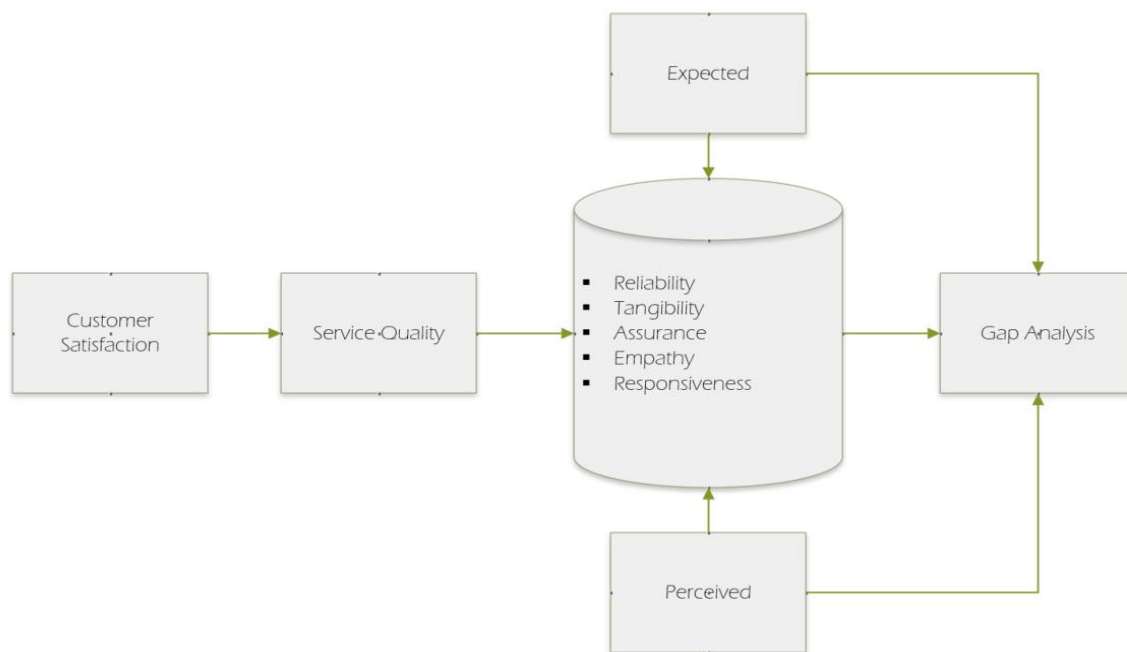 Expected
Reliability
Tangibility
Assurance
Empathy
Responsiveness
Customer
Satisfaction
Service Quality
Gap Analysis
Perceived